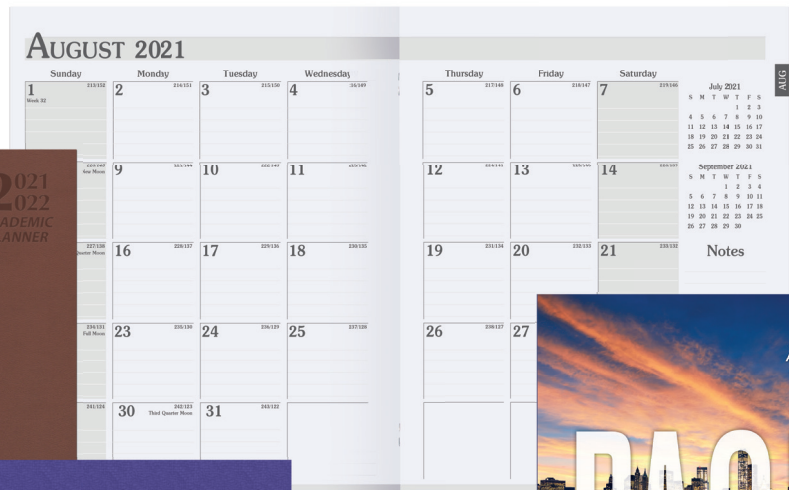 AUGUST 2021
Sunday Monday Tuesday Wednesday Thursday Friday Saturday
1 213/152 2 214/151 3 215/150 4 5 217/148 6 218/147 7 219/146
Week 32
New Moon 9 10 11 12 13 14
227/138 16 228/137 17 229/136 18 230/135 19 231/134 20 232/133 21 233/132
Quarter Moon
234/131 23 235/130 24 236/129 25 237/128 26 238/127 27
Full Moon
241/124 30 242/123 31 243/122
Third Quarter Moon
AUG
July 2021
S M T W T F S
1 2 3
4 5 6 7 8 9 10
11 12 13 14 15 16 17
18 19 20 21 22 23 24
25 26 27 28 29 30 31
September 2021
S M T W T F S
1 2 3 4
5 6 7 8 9 10 11
12 13 14 15 16 17 18
19 20 21 22 23 24 25
26 27 28 29 30
Notes
2021
2022
ADEMIC
ANNER